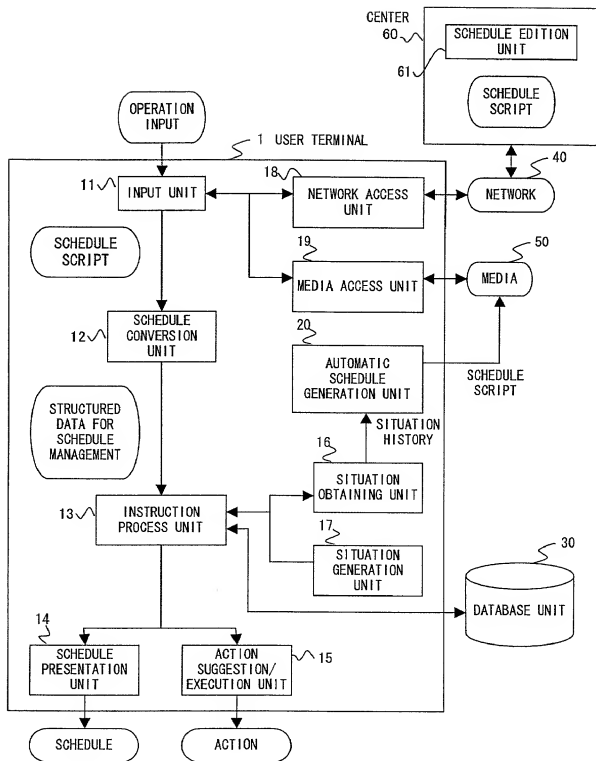 CENTER
60
SCHEDULE EDITION
UNIT
61
SCHEDULE
SCRIPT
OPERATION
INPUT
1 USER TERMINAL
11
INPUT UNIT
18
NETWORK ACCESS
UNIT
40
NETWORK
SCHEDULE
SCRIPT
19
MEDIA ACCESS UNIT
50
MEDIA
12
SCHEDULE
CONVERSION
UNIT
20
AUTOMATIC
SCHEDULE
GENERATION UNIT
SCHEDULE
SCRIPT
STRUCTURED
DATA FOR
SCHEDULE
MANAGEMENT
SITUATION
HISTORY
16
SITUATION
OBTAINING UNIT
13
INSTRUCTION
PROCESS UNIT
17
SITUATION
GENERATION
UNIT
30
DATABASE UNIT
14
SCHEDULE
PRESENTATION
UNIT
ACTION
SUGGESTION/
EXECUTION UNIT
15
SCHEDULE
ACTION